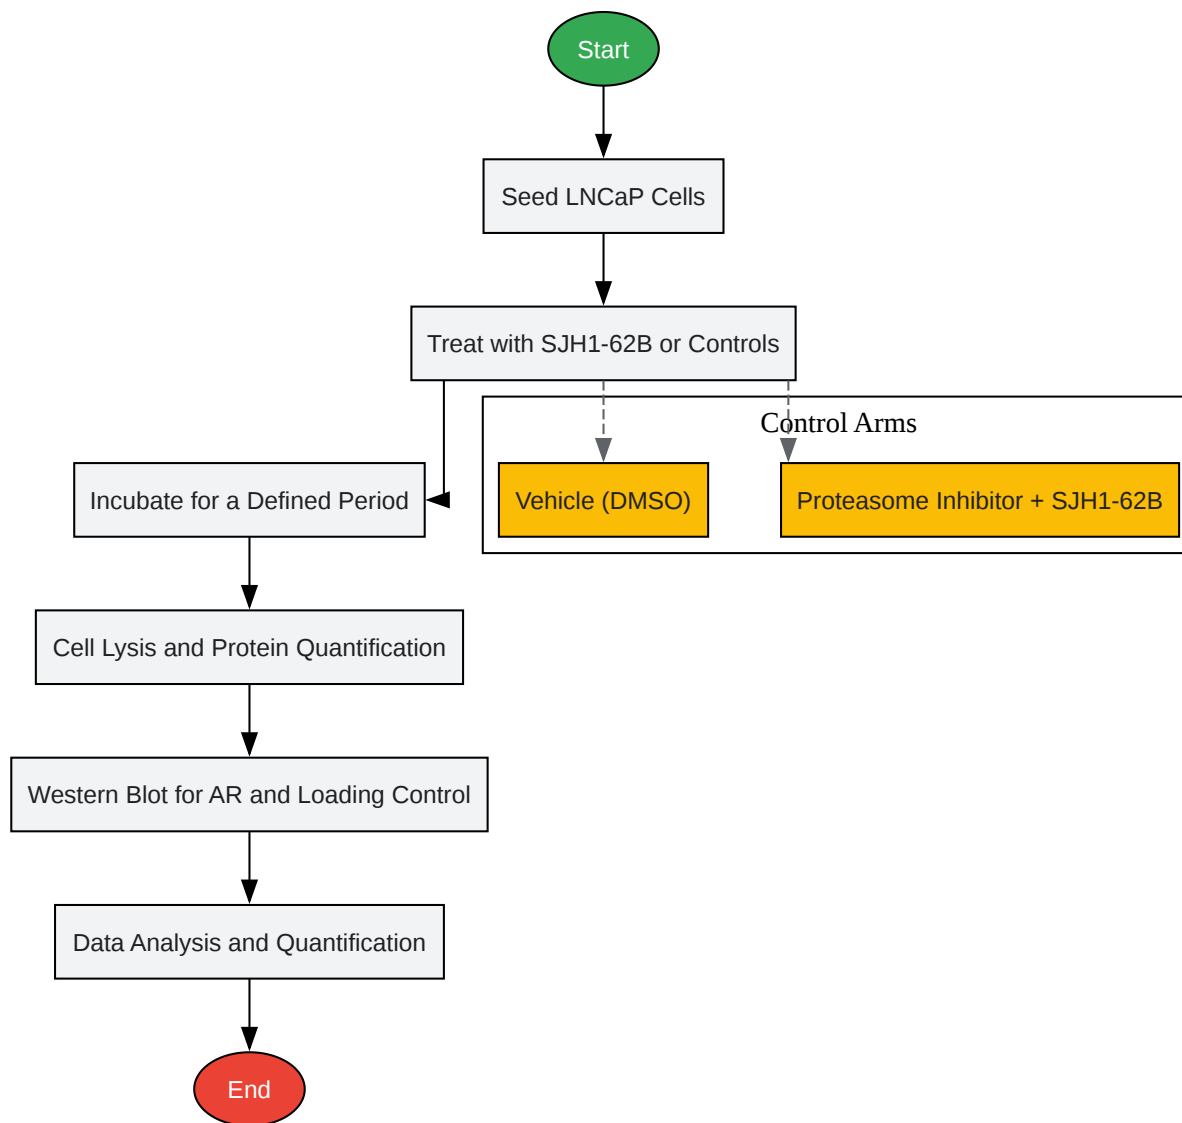 Start
Seed LNCaP Cells
Treat with SJH1-62B or Controls
Control Arms
Incubate for a Defined Period
Vehicle (DMSO)
Proteasome Inhibitor + SJH1-62B
Cell Lysis and Protein Quantification
Western Blot for AR and Loading Control
Data Analysis and Quantification
End